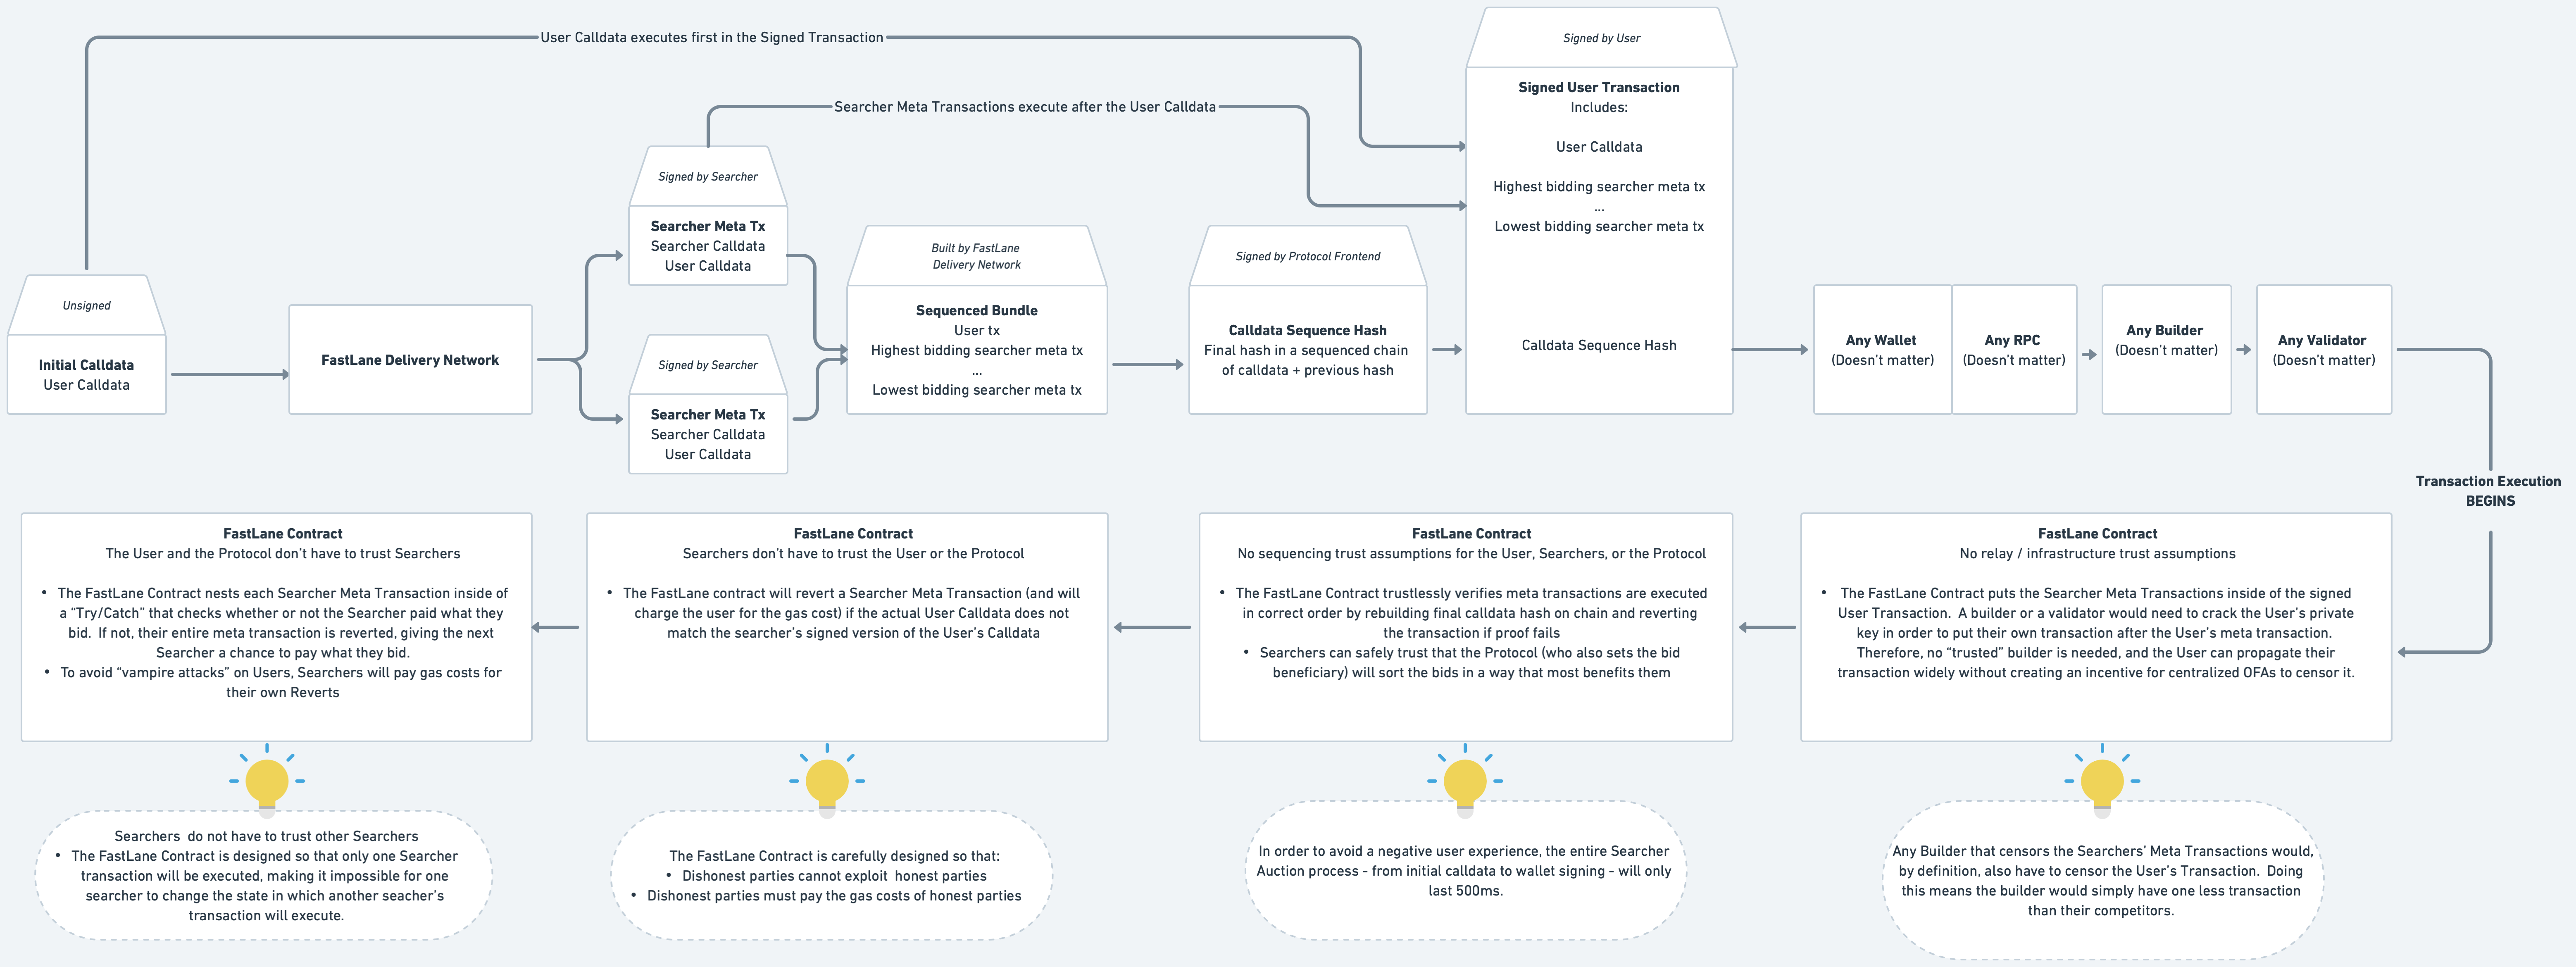 User Calldata executes first in the Signed Transaction
Searcher Meta Transactions execute after the User Calldata
Unsigned
Initial Calldata
User Calldata
FastLane Delivery Network
Signed by Searcher
Searcher Meta Tx
Searcher Calldata
User Calldata
Signed by Searcher
Searcher Meta Tx
Searcher Calldata
User Calldata
Built by FastLane
Delivery Network
Sequenced Bundle
User tx
Highest bidding searcher meta tx
...
Lowest bidding searcher meta tx
Signed by Protocol Frontend
Calldata Sequence Hash
Final hash in a sequenced chain
of calldata + previous hash
Signed by User
Signed User Transaction
Includes:
User Calldata
Highest bidding searcher meta tx
...
Lowest bidding searcher meta tx
Calldata Sequence Hash
Any Wallet
(Doesn't matter)
Any RPC
(Doesn't matter)
Any Builder
(Doesn't matter)
Any Validator
(Doesn't matter)
Transaction Execution
BEGINS
FastLane Contract
The User and the Protocol don't have to trust Searchers
• The FastLane Contract nests each Searcher Meta Transaction inside of
a “Try/Catch” that checks whether or not the Searcher paid what they
bid. If not, their entire meta transaction is reverted, giving the next
Searcher a chance to pay what they bid.
• To avoid “vampire attacks” on Users, Searchers will pay gas costs for
their own Reverts
FastLane Contract
Searchers don't have to trust the User or the Protocol
• The FastLane contract will revert a Searcher Meta Transaction (and will
charge the user for the gas cost) if the actual User Calldata does not
match the searcher's signed version of the User's Calldata
FastLane Contract
No sequencing trust assumptions for the User, Searchers, or the Protocol
• The FastLane Contract trustlessly verifies meta transactions are executed
in correct order by rebuilding final calldata hash on chain and reverting
the transaction if proof fails
• Searchers can safely trust that the Protocol (who also sets the bid
beneficiary) will sort the bids in a way that most benefits them
FastLane Contract
No relay / infrastructure trust assumptions
• The FastLane Contract puts the Searcher Meta Transactions inside of the signed
User Transaction. A builder or a validator would need to crack the User's private
key in order to put their own transaction after the User's meta transaction.
Therefore, no “trusted” builder is needed, and the User can propagate their
transaction widely without creating an incentive for centralized OFAs to censor it.
Searchers do not have to trust other Searchers
• The FastLane Contract is designed so that only one Searcher
transaction will be executed, making it impossible for one
searcher to change the state in which another seacher's
transaction will execute.
The FastLane Contract is carefully designed so that:
• Dishonest parties cannot exploit honest parties
• Dishonest parties must pay the gas costs of honest parties
In order to avoid a negative user experience, the entire Searcher
Auction process - from initial calldata to wallet signing - will only
last 500ms.
Any Builder that censors the Searchers' Meta Transactions would,
by definition, also have to censor the User's Transaction. Doing
this means the builder would simply have one less transaction
than their competitors.